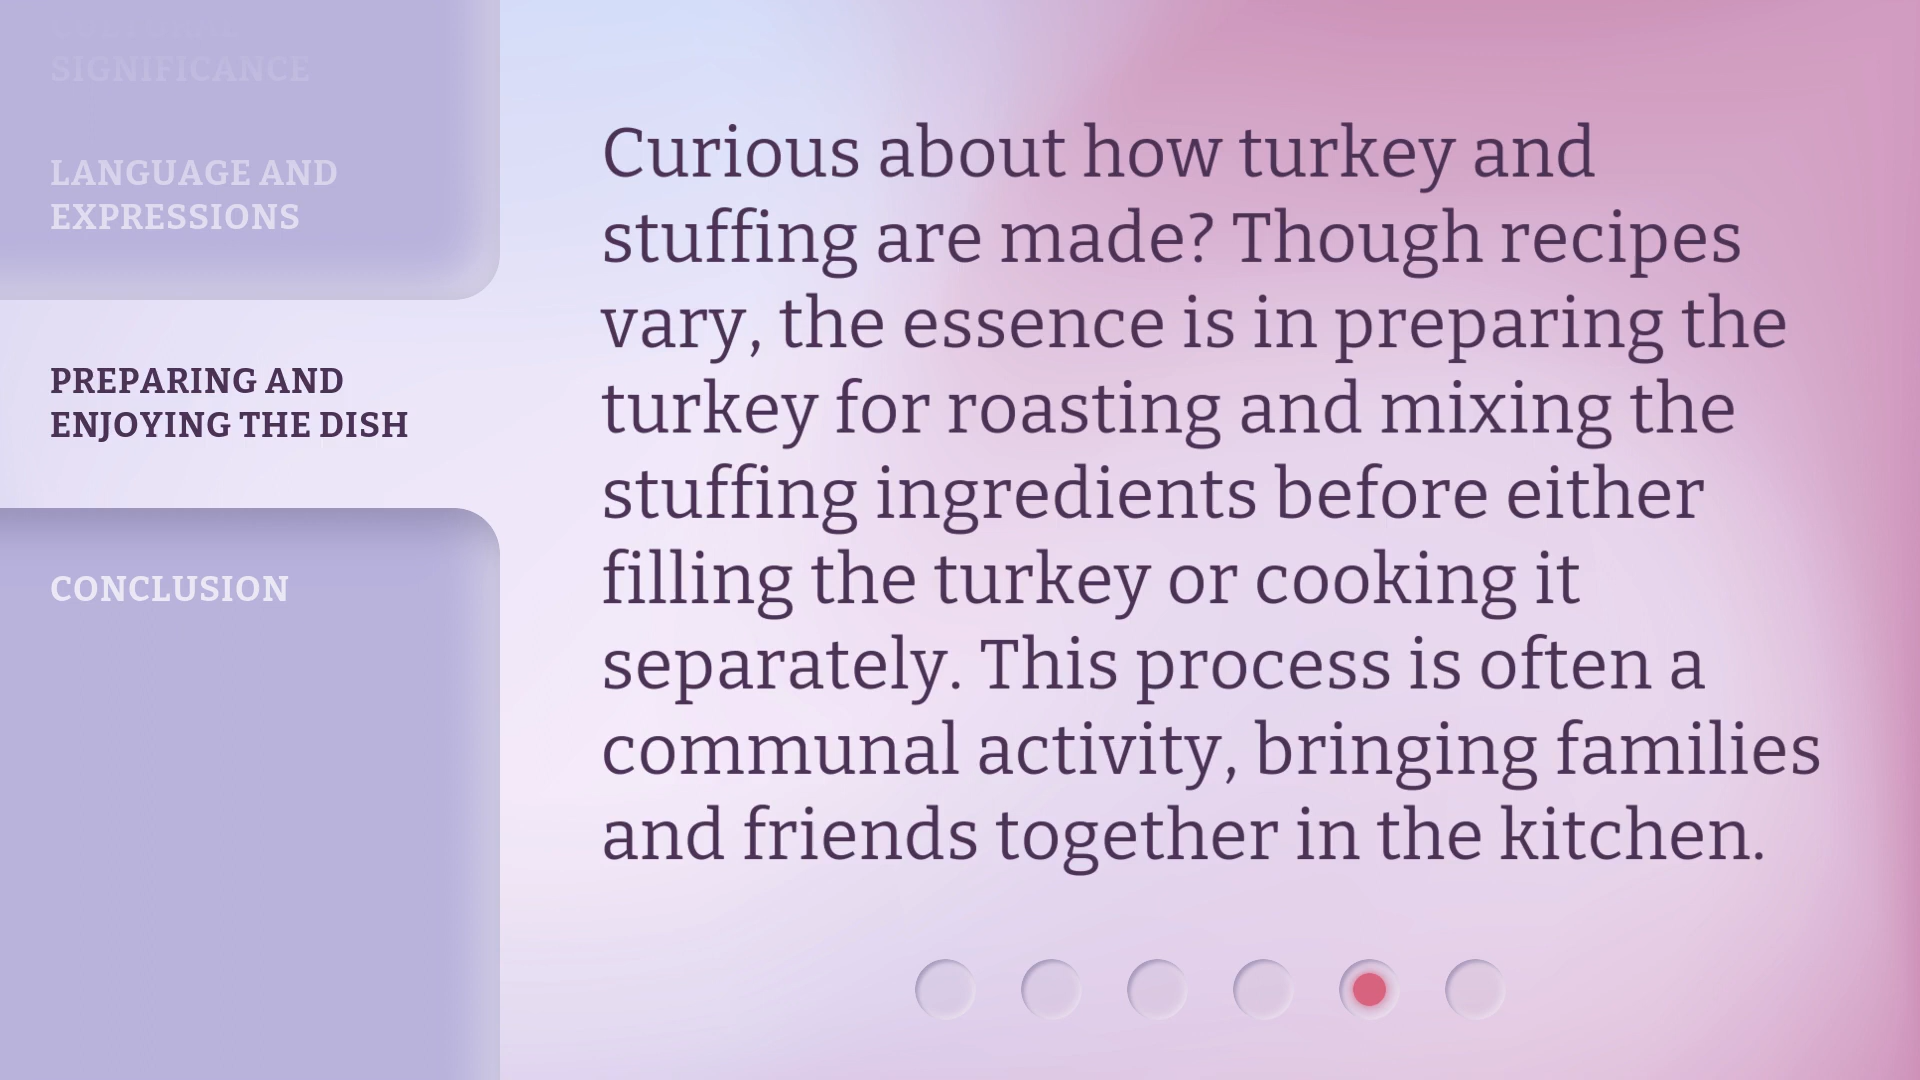 SIGNIFICANCE
LANGUAGE AND
EXPRESSIONS
PREPARING AND
ENJOYING THE DISH
CONCLUSION
Curious about how turkey and
stuffing are made? Though recipes
vary, the essence is in preparing the
turkey for roasting and mixing the
stuffing ingredients before either
filling the turkey or cooking it
separately. This process is often a
communal activity, bringing families
and friends together in the kitchen.